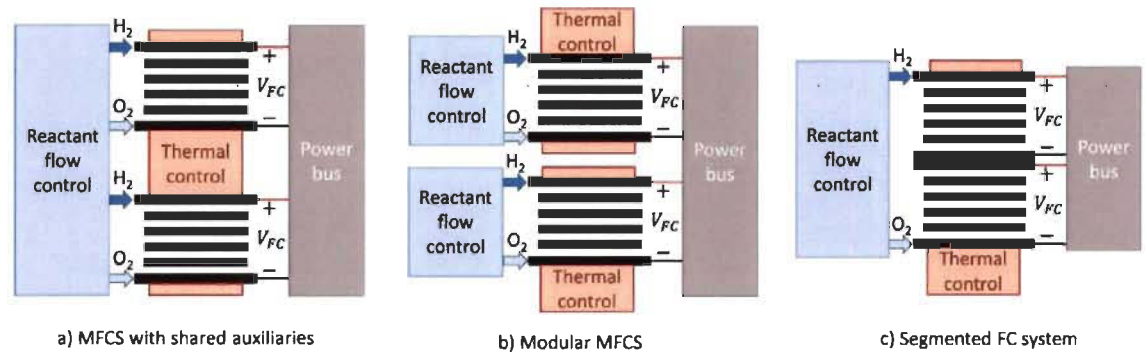 H2
+
VFC
O2
−
Reactant
flow
control
Thermal
control
Power
bus
H2
+
VFC
O2
−
a) MFCS with shared auxiliaries
Thermal
control
H2
+
Reactant
flow
control
VFC
O2
−
Power
bus
H2
+
Reactant
flow
control
VFC
O2
−
Thermal
control
b) Modular MFCS
H2
+
VFC
−
Reactant
flow
control
+
Power
bus
VFC
O2
−
Thermal
control
c) Segmented FC system